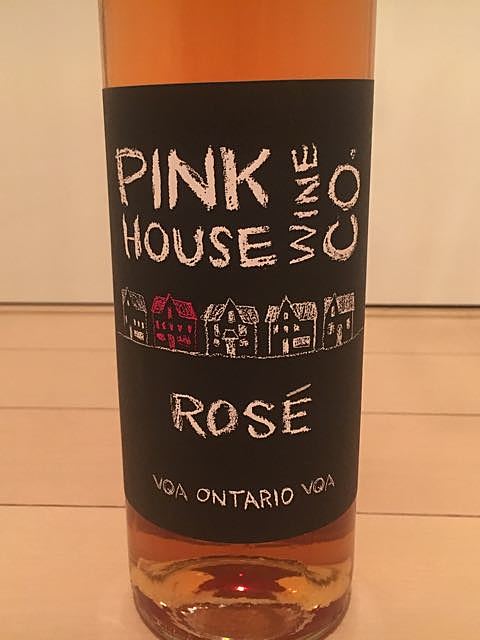 PINK
HOUSE
WINE
CO.
ROSÉ
VQA ONTARIO VQA